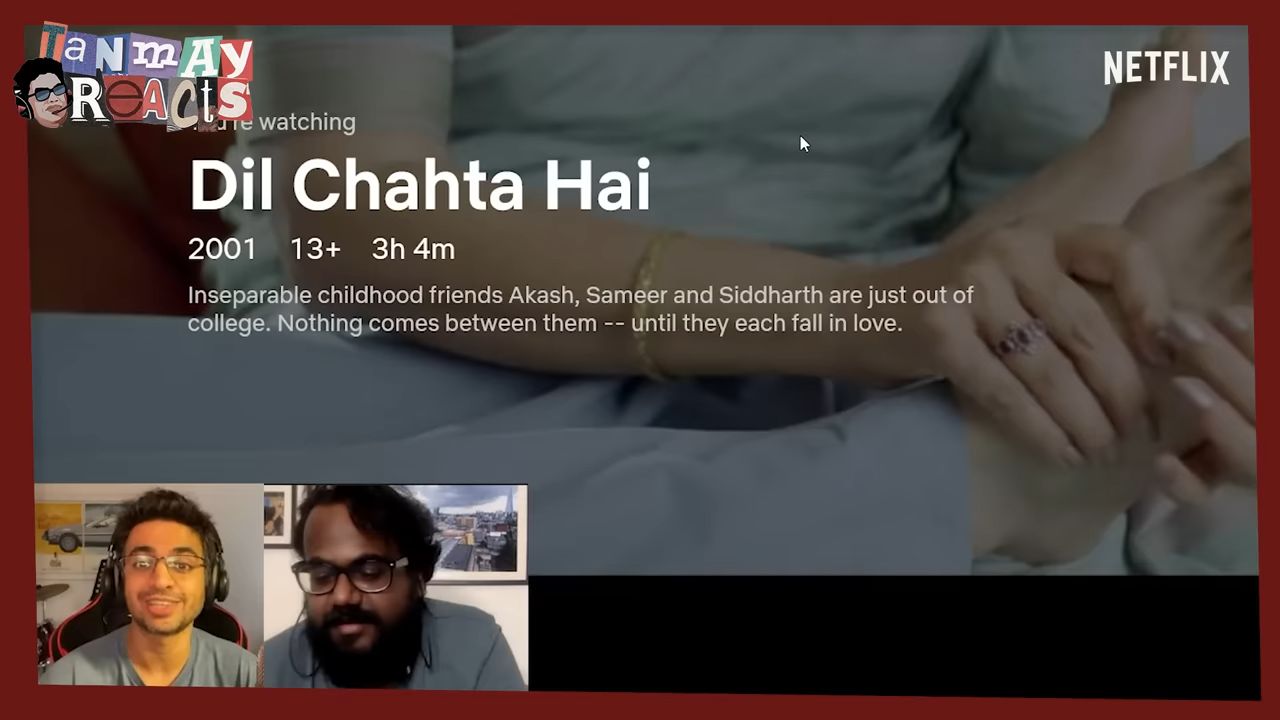 TANMAY
REACTS
NETFLIX
You're watching
Dil Chahta Hai
2001 13+ 3h 4m
Inseparable childhood friends Akash, Sameer and Siddharth are just out of
college. Nothing comes between them -- until they each fall in love.